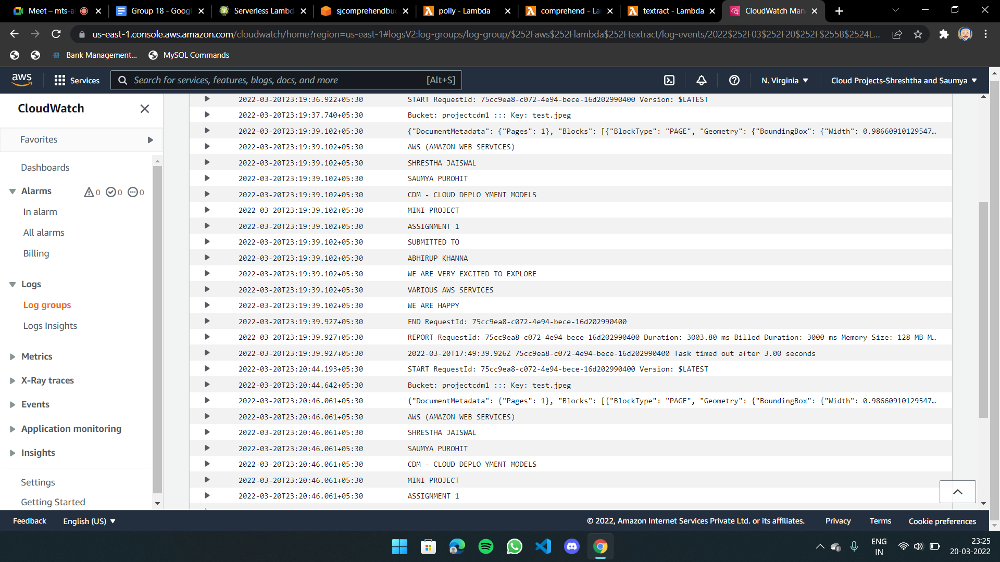 Meet – mts-a
Group 18 - Goog
Serverless Lambd
sjcomprehendbu
polly - Lambda
comprehend - La
textract - Lambda
CloudWatch Man
us-east-1.console.aws.amazon.com/cloudwatch/home?region=us-east-1#logsV2:log-groups/log-group/$252Faws$252Flambda$252Ftextract/log-events/2022$252F03$252F20$252F$255B$2524L...
Bank Management...
MySQL Commands
aws
Services
Search for services, features, blogs, docs, and more
[Alt+S]
N. Virginia ▼
Cloud Projects-Shreshtha and Saumya ▼
CloudWatch
Favorites
Dashboards
Alarms 0 0 0
In alarm
All alarms
Billing
Logs
Log groups
Logs Insights
Metrics
X-Ray traces
Events
Application monitoring
Insights
Settings
Getting Started
2022-03-20T23:19:36.922+05:30 START RequestId: 75cc9ea8-c072-4e94-bece-16d202990400 Version: $LATEST
2022-03-20T23:19:37.740+05:30 Bucket: projectcdm1 ::: Key: test.jpeg
2022-03-20T23:19:39.102+05:30 {"DocumentMetadata": {"Pages": 1}, "Blocks": [{"BlockType": "PAGE", "Geometry": {"BoundingBox": {"Width": 0.98660910129547…
2022-03-20T23:19:39.102+05:30 AWS (AMAZON WEB SERVICES)
2022-03-20T23:19:39.102+05:30 SHRESTHA JAISWAL
2022-03-20T23:19:39.102+05:30 SAUMYA PUROHIT
2022-03-20T23:19:39.102+05:30 CDM - CLOUD DEPLO YMENT MODELS
2022-03-20T23:19:39.102+05:30 MINI PROJECT
2022-03-20T23:19:39.102+05:30 ASSIGNMENT 1
2022-03-20T23:19:39.102+05:30 SUBMITTED TO
2022-03-20T23:19:39.102+05:30 ABHIRUP KHANNA
2022-03-20T23:19:39.102+05:30 WE ARE VERY EXCITED TO EXPLORE
2022-03-20T23:19:39.102+05:30 VARIOUS AWS SERVICES
2022-03-20T23:19:39.102+05:30 WE ARE HAPPY
2022-03-20T23:19:39.927+05:30 END RequestId: 75cc9ea8-c072-4e94-bece-16d202990400
2022-03-20T23:19:39.927+05:30 REPORT RequestId: 75cc9ea8-c072-4e94-bece-16d202990400 Duration: 3003.80 ms Billed Duration: 3000 ms Memory Size: 128 MB M…
2022-03-20T23:19:39.927+05:30 2022-03-20T17:49:39.926Z 75cc9ea8-c072-4e94-bece-16d202990400 Task timed out after 3.00 seconds
2022-03-20T23:20:44.193+05:30 START RequestId: 75cc9ea8-c072-4e94-bece-16d202990400 Version: $LATEST
2022-03-20T23:20:44.642+05:30 Bucket: projectcdm1 ::: Key: test.jpeg
2022-03-20T23:20:46.061+05:30 {"DocumentMetadata": {"Pages": 1}, "Blocks": [{"BlockType": "PAGE", "Geometry": {"BoundingBox": {"Width": 0.98660910129547…
2022-03-20T23:20:46.061+05:30 AWS (AMAZON WEB SERVICES)
2022-03-20T23:20:46.061+05:30 SHRESTHA JAISWAL
2022-03-20T23:20:46.061+05:30 SAUMYA PUROHIT
2022-03-20T23:20:46.061+05:30 CDM - CLOUD DEPLO YMENT MODELS
2022-03-20T23:20:46.061+05:30 MINI PROJECT
2022-03-20T23:20:46.061+05:30 ASSIGNMENT 1
Feedback
English (US) ▼
© 2022, Amazon Internet Services Private Ltd. or its affiliates.
Privacy
Terms
Cookie preferences
ENG
IN
23:25
20-03-2022